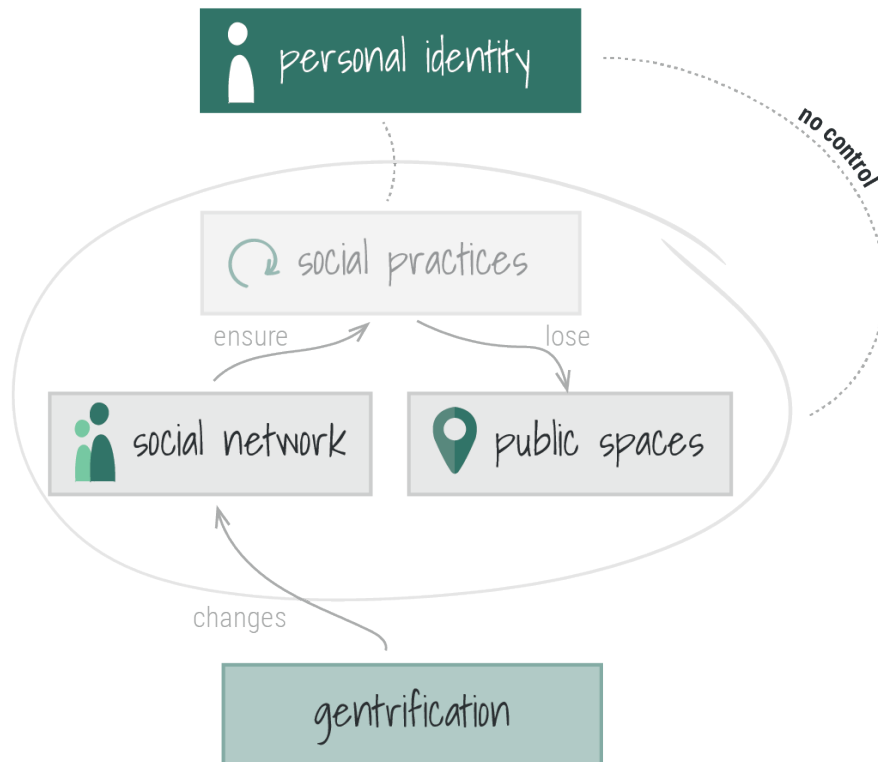 personal identity
no control
social practices
ensure
lose
social network
public spaces
changes
gentrification